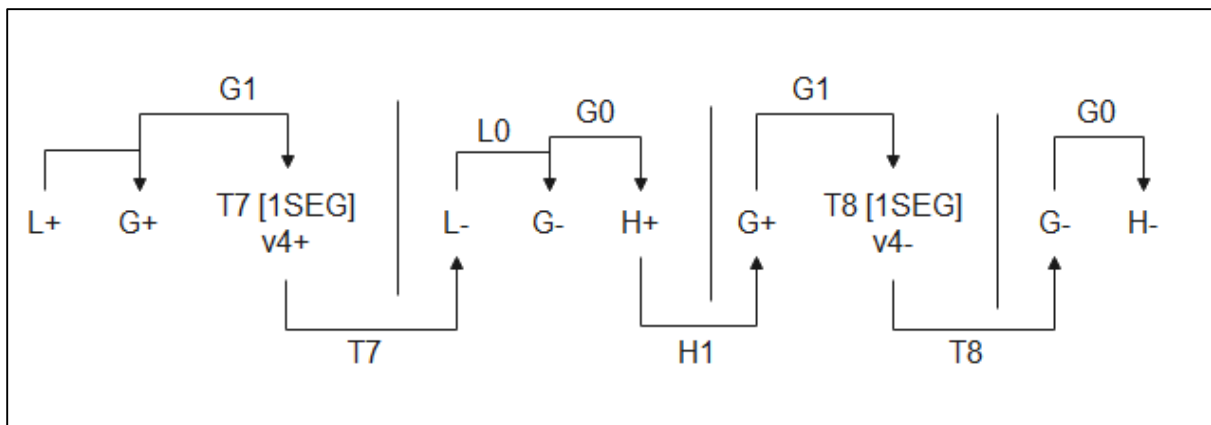 G1
L0
G0
G1
G0
L+
G+
T7 [1SEG]
v4+
L-
G-
H+
G+
T8 [1SEG]
v4-
G-
H-
T7
H1
T8